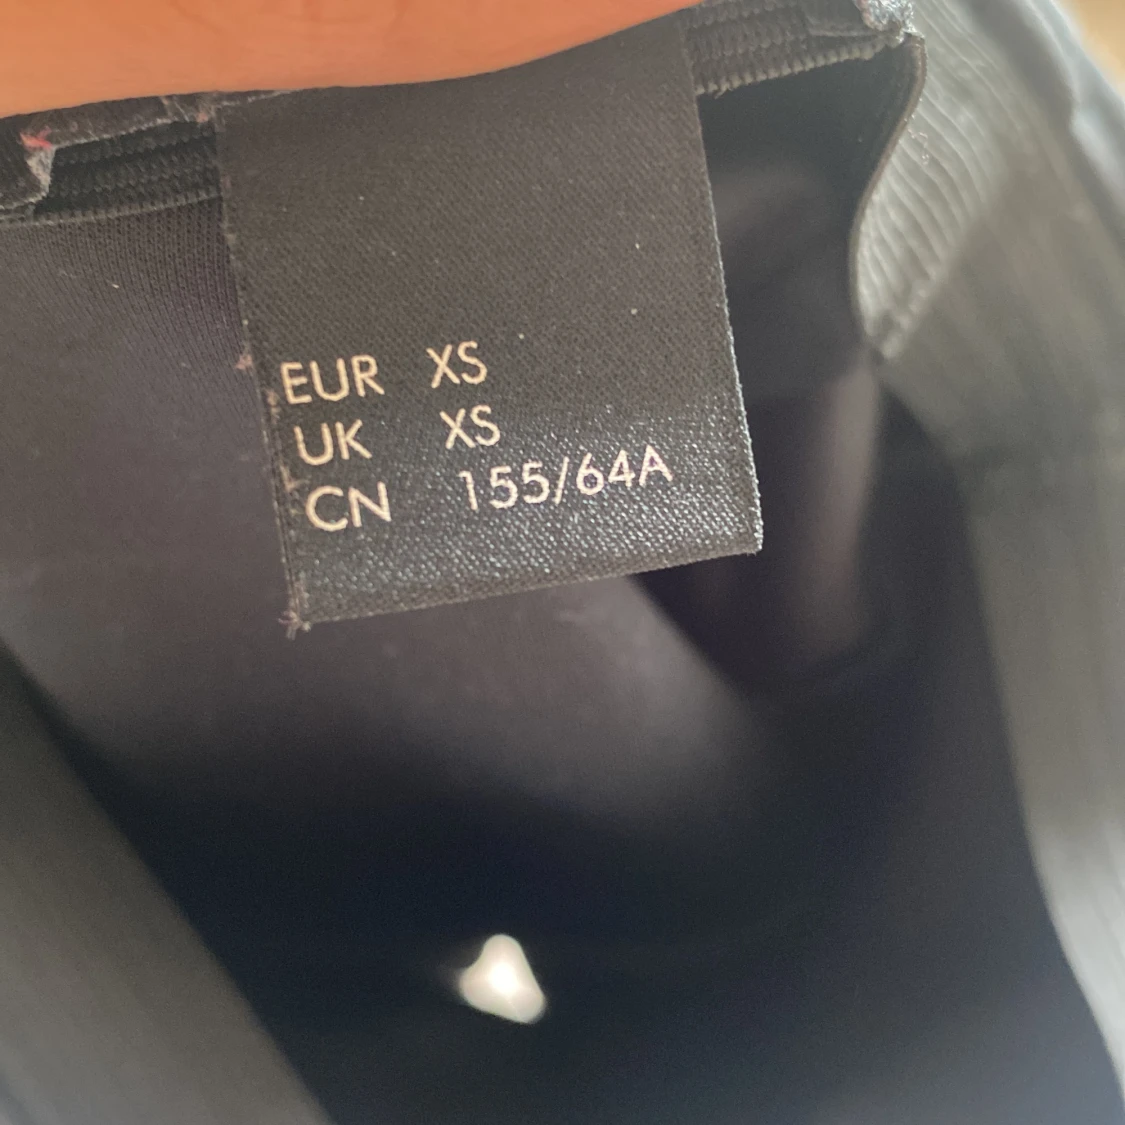 EUR XS
UK XS
CN 155/64A